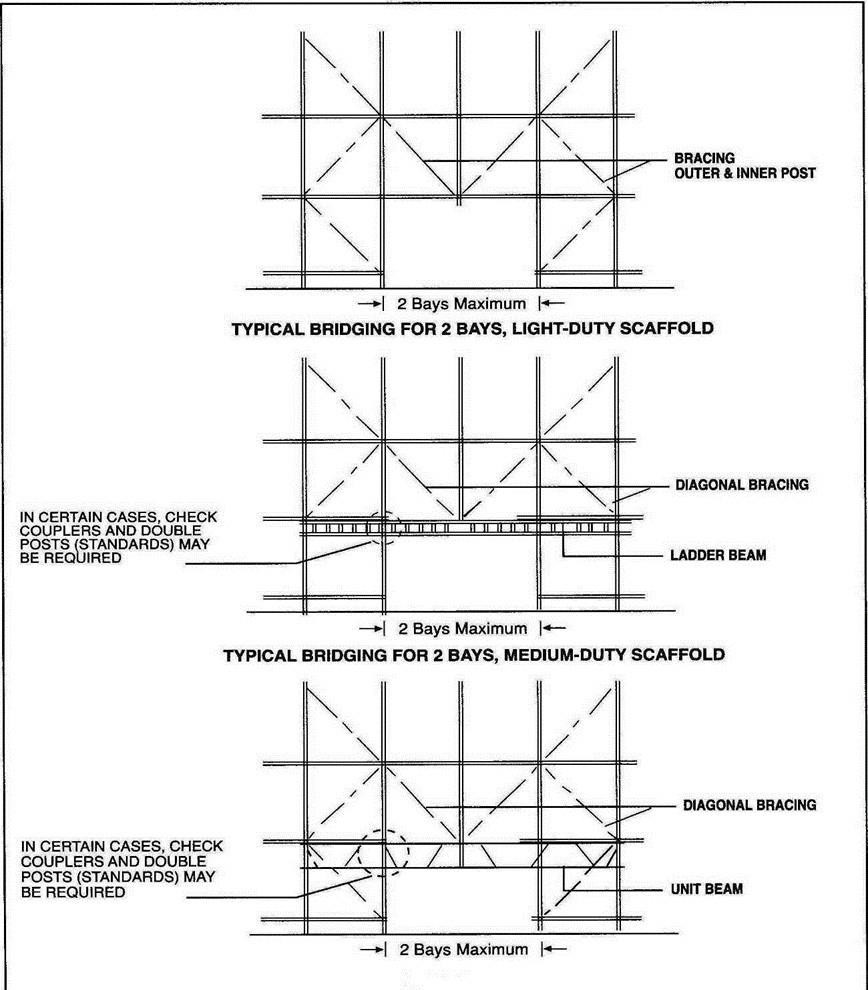 BRACING
OUTER & INNER POST
2 Bays Maximum
TYPICAL BRIDGING FOR 2 BAYS, LIGHT-DUTY SCAFFOLD
DIAGONAL BRACING
IN CERTAIN CASES, CHECK
COUPLERS AND DOUBLE
POSTS (STANDARDS) MAY
BE REQUIRED
LADDER BEAM
2 Bays Maximum
TYPICAL BRIDGING FOR 2 BAYS, MEDIUM-DUTY SCAFFOLD
DIAGONAL BRACING
IN CERTAIN CASES, CHECK
COUPLERS AND DOUBLE
POSTS (STANDARDS) MAY
BE REQUIRED
UNIT BEAM
2 Bays Maximum